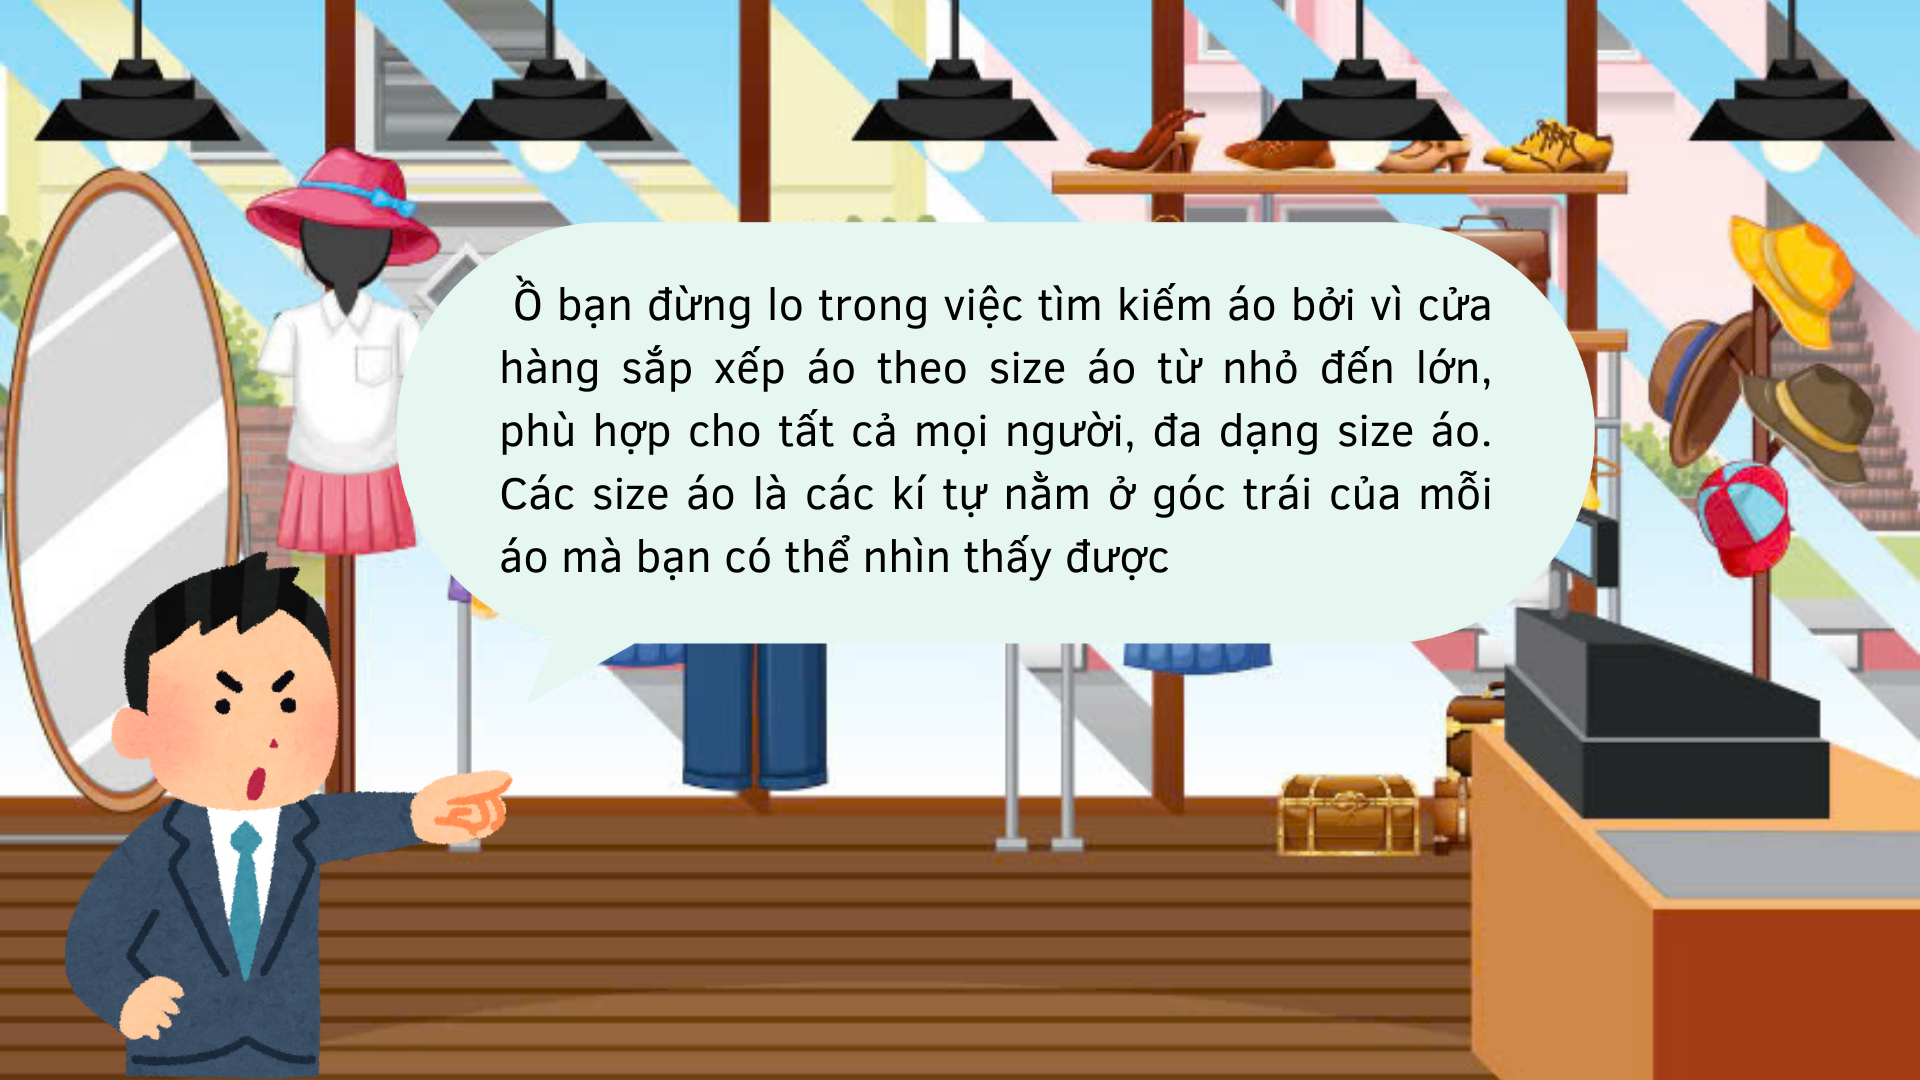 Ồ bạn đừng lo trong việc tìm kiếm áo bởi vì cửa
hàng sắp xếp áo theo size áo từ nhỏ đến lớn,
phù hợp cho tất cả mọi người, đa dạng size áo.
Các size áo là các kí tự nằm ở góc trái của mỗi
áo mà bạn có thể nhìn thấy được